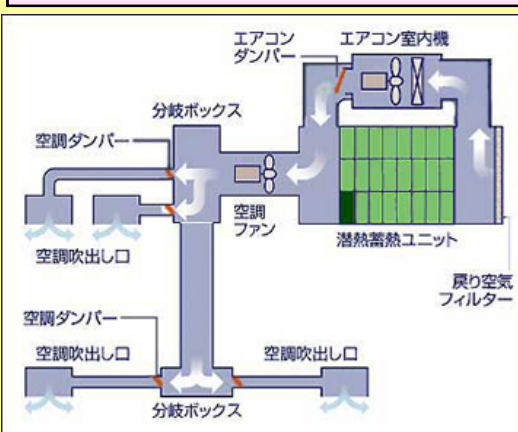 エアコン
ダンパー
エアコン室内機
分岐ボックス
空調ダンパー
空調
ファン
潜熱蓄熱ユニット
空調吹出し口
戻り空気
フィルター
空調ダンパー
空調吹出し口
空調吹出し口
分岐ボックス